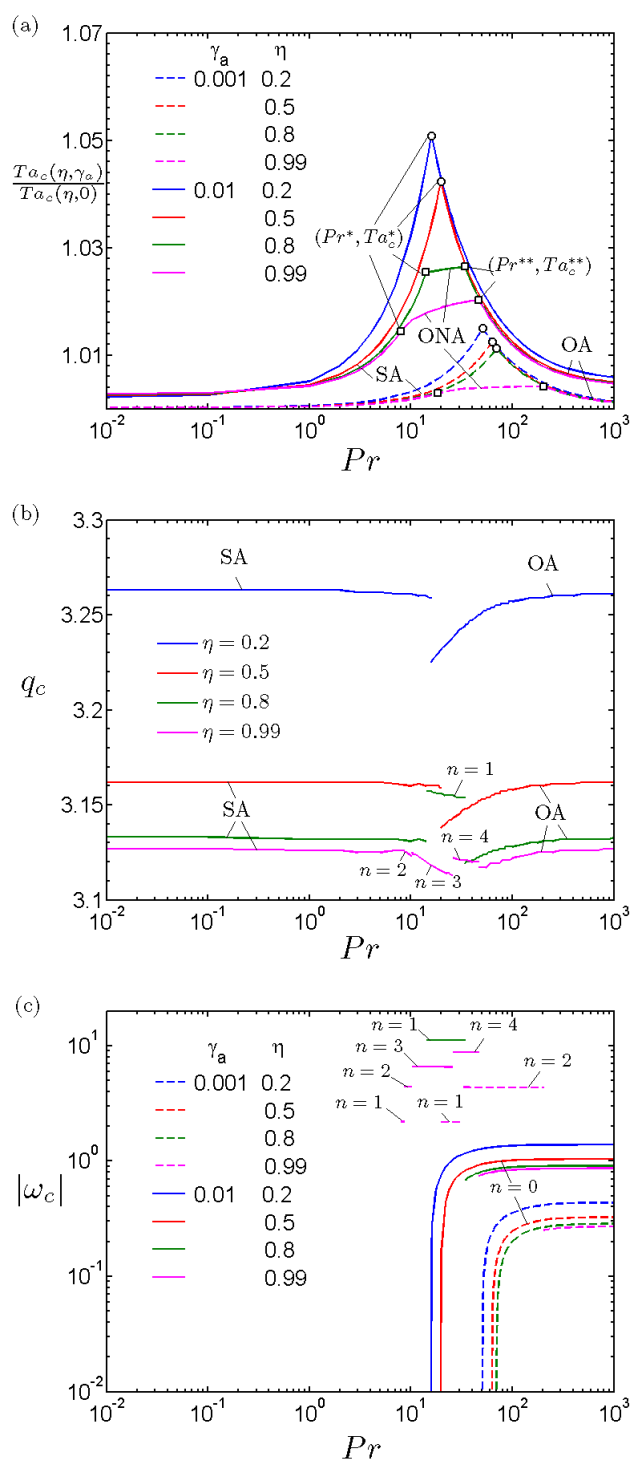 (a)
1.07
γa η
0.001 0.2
0.5
0.8
0.99
0.01 0.2
0.5
0.8
0.99
1.05
Tac(η,γa)
Tac(η,0)
1.03
1.01
(Pr*,Tac*)
(Pr**,Tac**)
ONA
SA
OA
10-2 10-1 100 101 102 103
Pr
(b)
3.3
SA
OA
3.25
η = 0.2
η = 0.5
η = 0.8
η = 0.99
qc
3.2
3.15
n = 1
SA
n = 4
OA
n = 2
n = 3
3.1
10-2 10-1 100 101 102 103
Pr
(c)
101
γa η
0.001 0.2
0.5
0.8
0.99
0.01 0.2
0.5
0.8
0.99
n = 1
n = 4
n = 3
n = 2
n = 2
n = 1
n = 1
100
|ωc|
n = 0
10-1
10-2
10-2 10-1 100 101 102 103
Pr